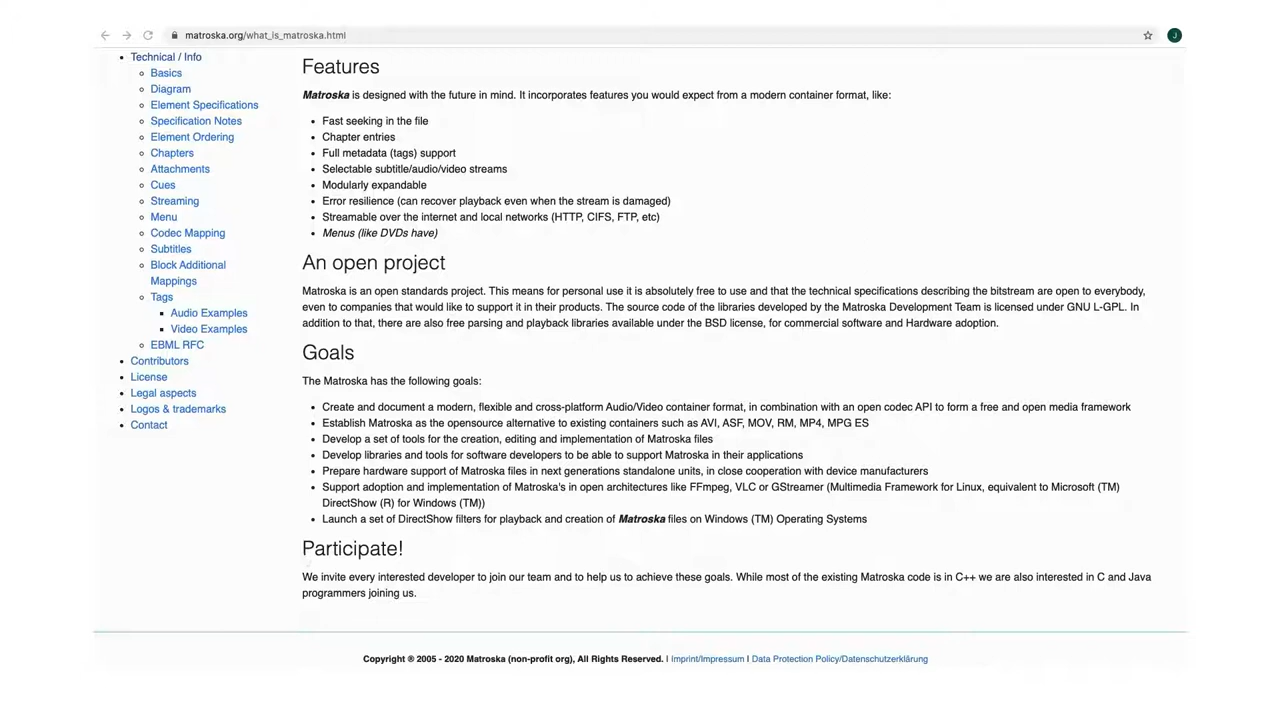 matroska.org/what_is_matroska.html
J
Technical / Info
Basics
Diagram
Element Specifications
Specification Notes
Element Ordering
Chapters
Attachments
Cues
Streaming
Menu
Codec Mapping
Subtitles
Block Additional
Mappings
Tags
Audio Examples
Video Examples
EBML RFC
Contributors
License
Legal aspects
Logos & trademarks
Contact
Features
Matroska is designed with the future in mind. It incorporates features you would expect from a modern container format, like:
Fast seeking in the file
Chapter entries
Full metadata (tags) support
Selectable subtitle/audio/video streams
Modularly expandable
Error resilience (can recover playback even when the stream is damaged)
Streamable over the internet and local networks (HTTP, CIFS, FTP, etc)
Menus (like DVDs have)
An open project
Matroska is an open standards project. This means for personal use it is absolutely free to use and that the technical specifications describing the bitstream are open to everybody,
even to companies that would like to support it in their products. The source code of the libraries developed by the Matroska Development Team is licensed under GNU L-GPL. In
addition to that, there are also free parsing and playback libraries available under the BSD license, for commercial software and Hardware adoption.
Goals
The Matroska has the following goals:
Create and document a modern, flexible and cross-platform Audio/Video container format, in combination with an open codec API to form a free and open media framework
Establish Matroska as the opensource alternative to existing containers such as AVI, ASF, MOV, RM, MP4, MPG ES
Develop a set of tools for the creation, editing and implementation of Matroska files
Develop libraries and tools for software developers to be able to support Matroska in their applications
Prepare hardware support of Matroska files in next generations standalone units, in close cooperation with device manufacturers
Support adoption and implementation of Matroska's in open architectures like FFmpeg, VLC or GStreamer (Multimedia Framework for Linux, equivalent to Microsoft (TM)
DirectShow (R) for Windows (TM))
Launch a set of DirectShow filters for playback and creation of Matroska files on Windows (TM) Operating Systems
Participate!
We invite every interested developer to join our team and to help us to achieve these goals. While most of the existing Matroska code is in C++ we are also interested in C and Java
programmers joining us.
Copyright ® 2005 - 2020 Matroska (non-profit org), All Rights Reserved. | Imprint/Impressum | Data Protection Policy/Datenschutzerklärung